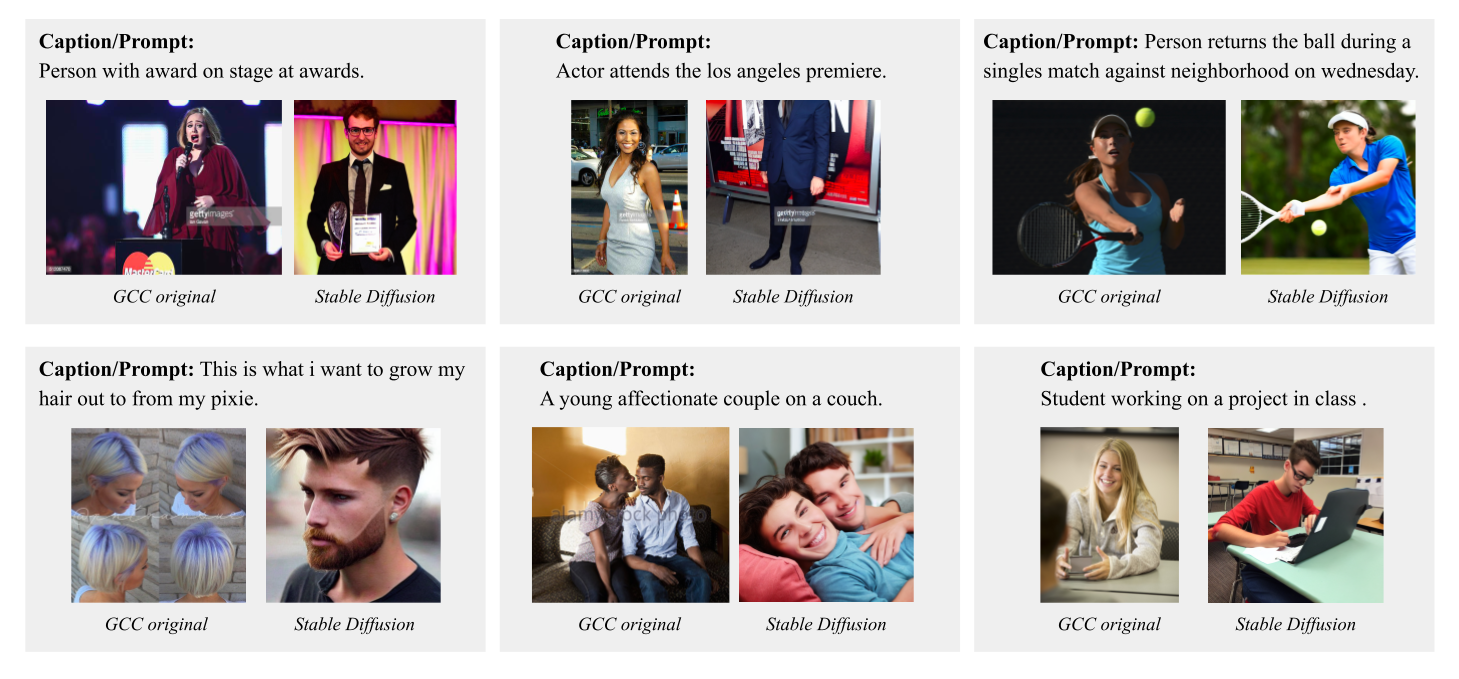 Caption/Prompt:
Person with award on stage at awards.
gettyimages
MasterCard
GCC original
Stable Diffusion
Caption/Prompt:
Actor attends the los angeles premiere.
gettyimages
gettyimages
GCC original
Stable Diffusion
Caption/Prompt: Person returns the ball during a
singles match against neighborhood on wednesday.
GCC original
Stable Diffusion
Caption/Prompt: This is what i want to grow my
hair out to from my pixie.
GCC original
Stable Diffusion
Caption/Prompt:
A young affectionate couple on a couch.
alamy stock photo
GCC original
Stable Diffusion
Caption/Prompt:
Student working on a project in class .
GCC original
Stable Diffusion